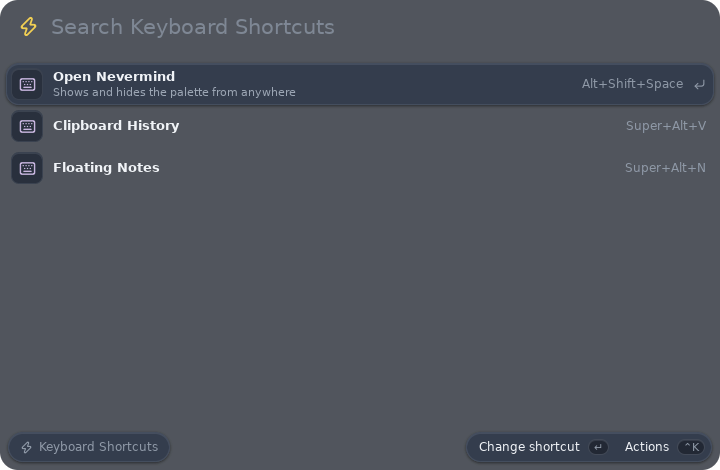 Search Keyboard Shortcuts
Open Nevermind
Shows and hides the palette from anywhere
Alt+Shift+Space ↵
Clipboard History Super+Alt+V
Floating Notes Super+Alt+N
Keyboard Shortcuts Change shortcut ↵ Actions ^K